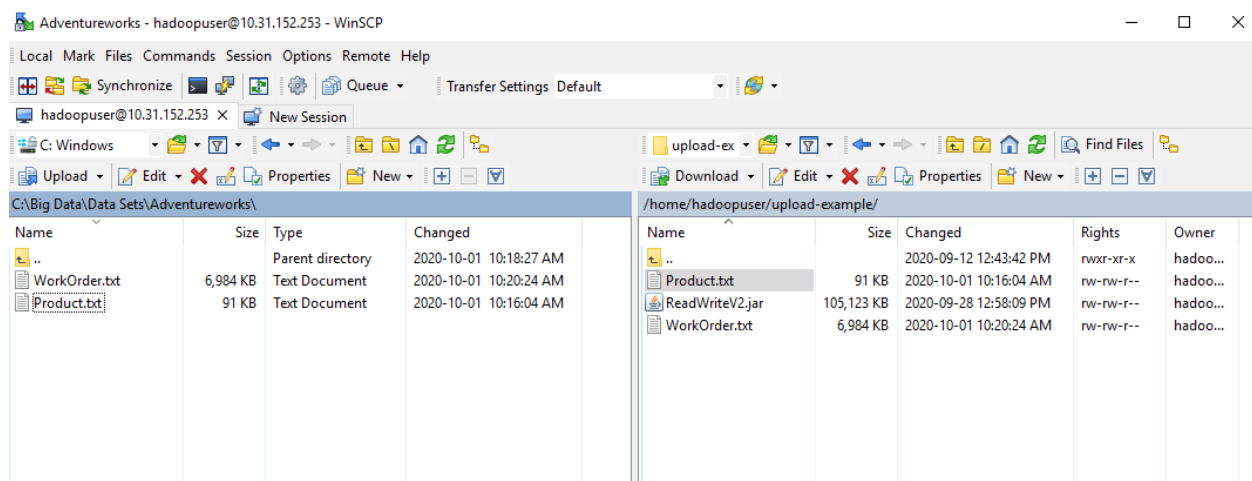 Adventureworks - hadoopuser@10.31.152.253 - WinSCP
Local Mark Files Commands Session Options Remote Help
Synchronize Queue Transfer Settings Default
hadoopuser@10.31.152.253 New Session
C: Windows upload-ex Find Files
Upload Edit Properties New Download Edit Properties New
C:\Big Data\Data Sets\Adventureworks\ /home/hadoopuser/upload-example/
Name Size Type Changed Name Size Changed Rights Owner
.. Parent directory 2020-10-01 10:18:27 AM .. 2020-09-12 12:43:42 PM rwxr-xr-x hadoo...
WorkOrder.txt 6,984 KB Text Document 2020-10-01 10:20:24 AM Product.txt 91 KB 2020-10-01 10:16:04 AM rw-rw-r-- hadoo...
Product.txt 91 KB Text Document 2020-10-01 10:16:04 AM ReadWriteV2.jar 105,123 KB 2020-09-28 12:58:09 PM rw-rw-r-- hadoo...
WorkOrder.txt 6,984 KB 2020-10-01 10:20:24 AM rw-rw-r-- hadoo...